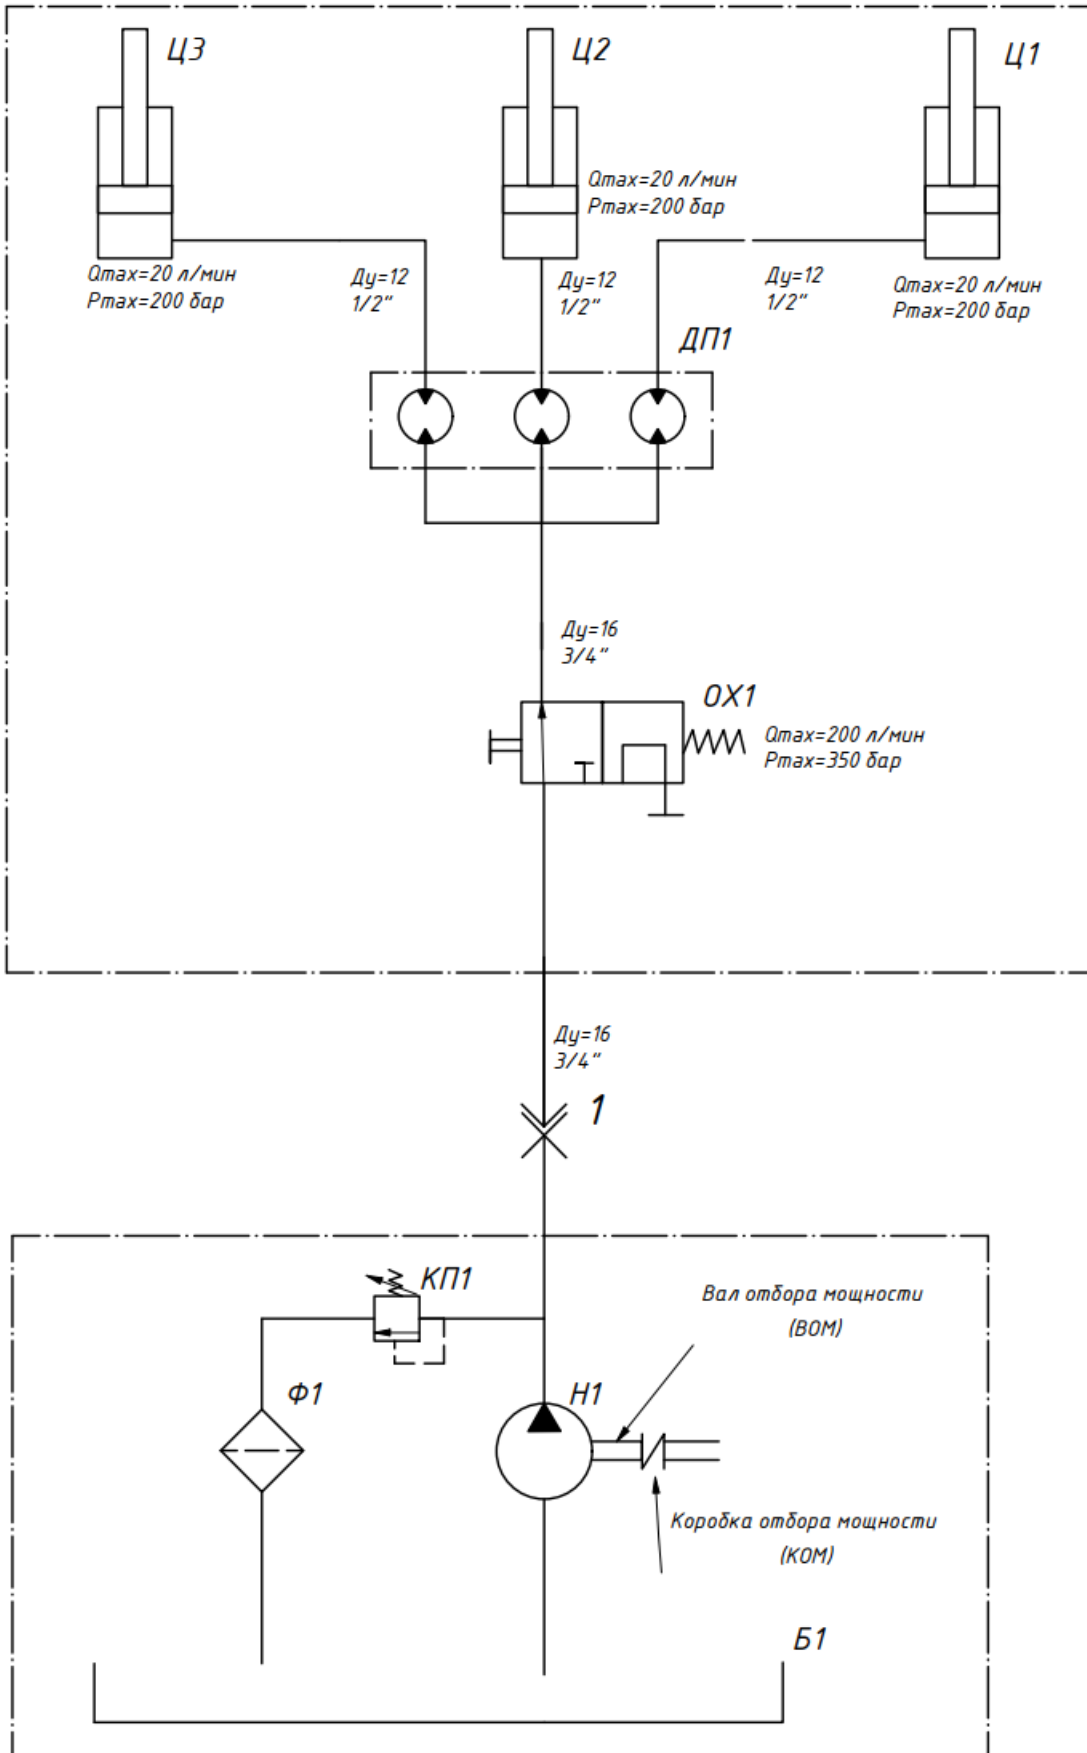 Ц3
Ц2
Ц1
Qmax=20 л/мин
Pmax=200 бар
Qmax=20 л/мин
Pmax=200 бар
Ду=12
1/2"
Ду=12
1/2"
Ду=12
1/2"
Qmax=20 л/мин
Pmax=200 бар
ДП1
Ду=16
3/4"
ОХ1
Qmax=200 л/мин
Pmax=350 бар
Ду=16
3/4"
1
КП1
Вал отбора мощности
(ВОМ)
Ф1
Н1
Коробка отбора мощности
(КОМ)
Б1